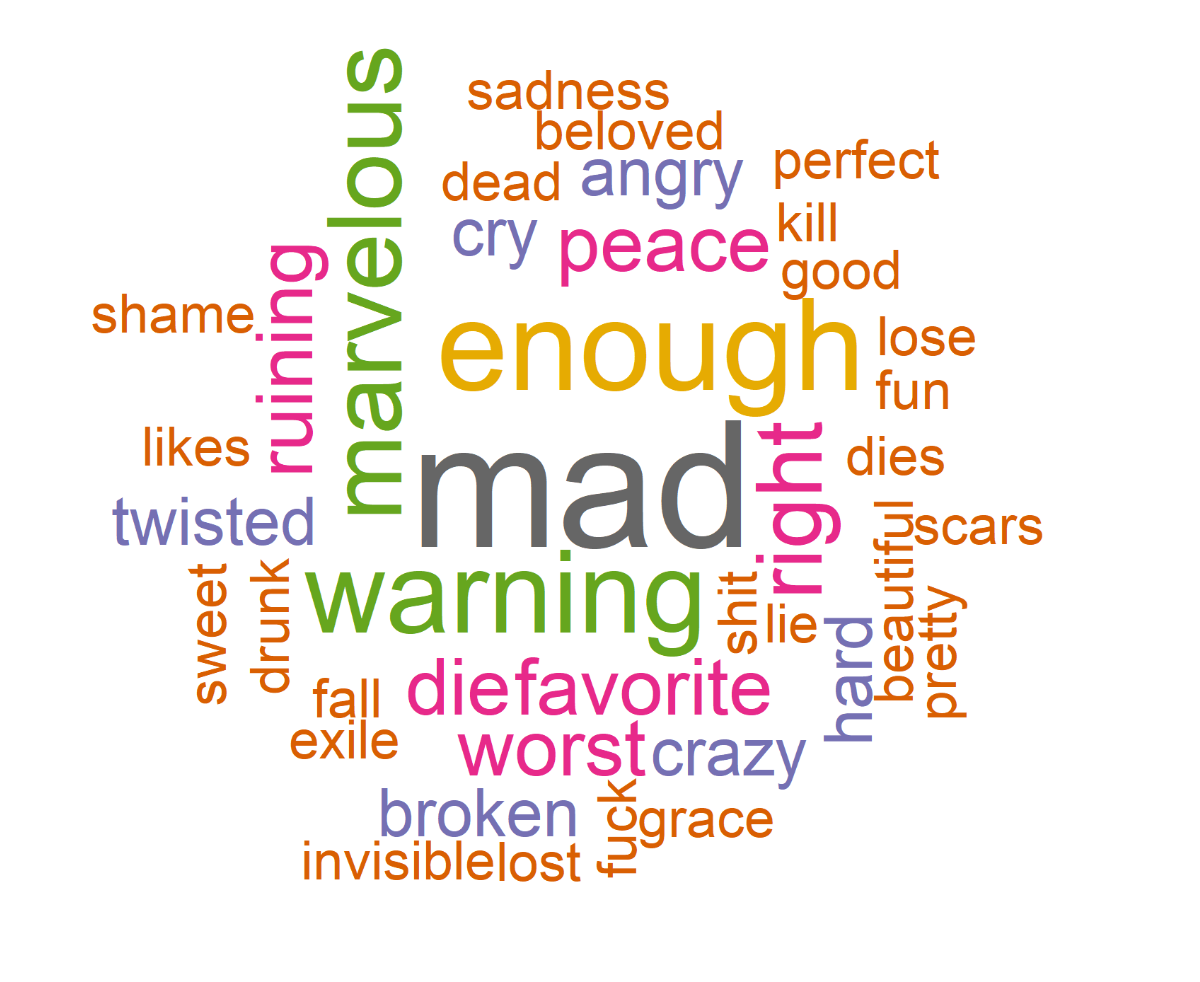 sadness
beloved
dead angry perfect
cry peace kill
good
marvelous
ruining
shame
enough lose
fun
likes
mad
right
dies
twisted
scars
beautiful
pretty
sweet
drunk
warning
shit
lie
hard
fall
die favorite
exile
worst crazy
broken
fuck
grace
invisible lost